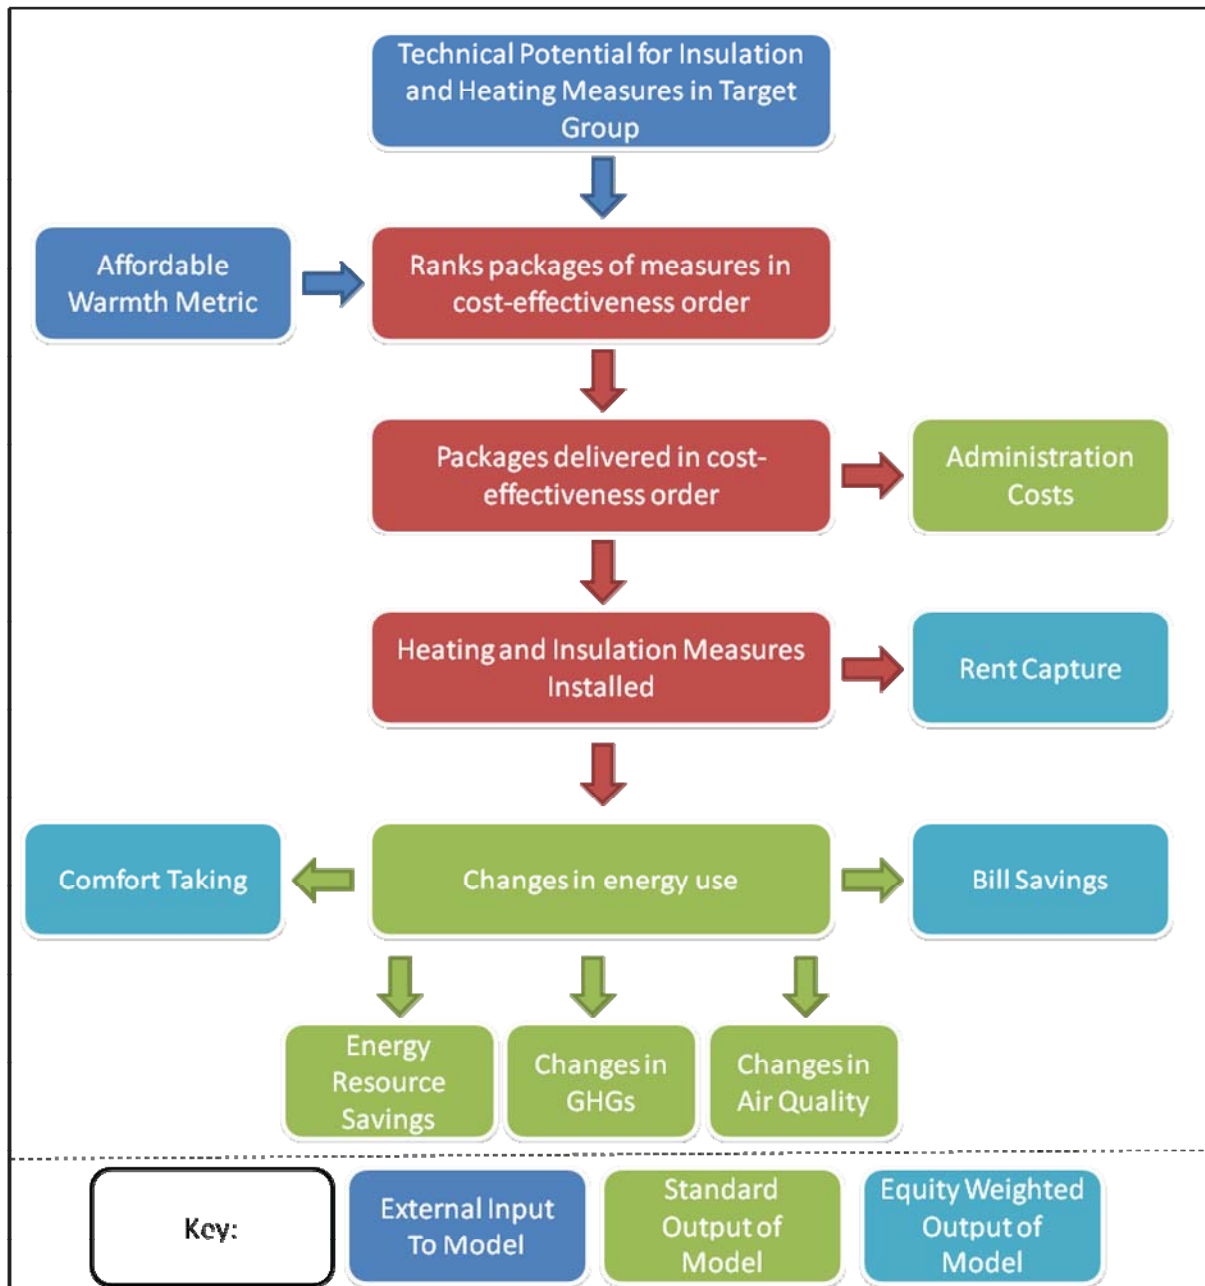 Technical Potential for Insulation
and Heating Measures in Target
Group
Affordable
Warmth Metric
Ranks packages of measures in
cost-effectiveness order
Packages delivered in cost-
effectiveness order
Administration
Costs
Heating and Insulation Measures
Installed
Rent Capture
Comfort Taking
Changes in energy use
Bill Savings
Energy
Resource
Savings
Changes in
GHGs
Changes in
Air Quality
Key:
External Input
To Model
Standard
Output of
Model
Equity Weighted
Output of
Model